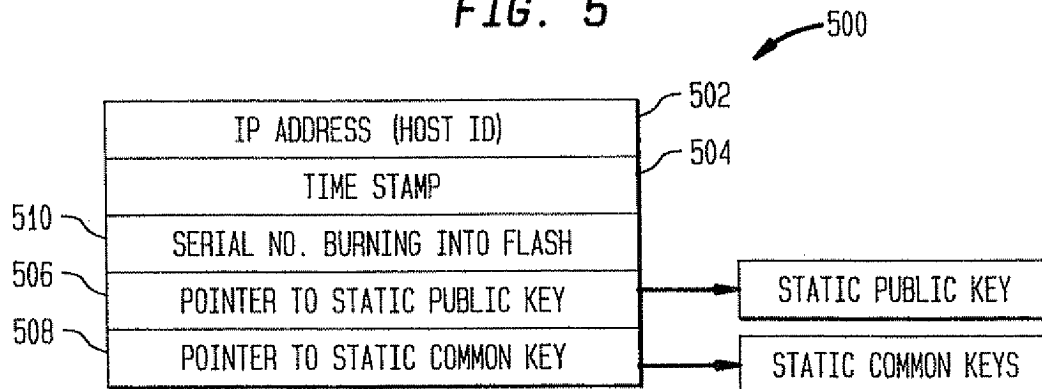 FIG. 5
500
IP ADDRESS (HOST ID)
502
TIME STAMP
504
510
SERIAL NO. BURNING INTO FLASH
506
POINTER TO STATIC PUBLIC KEY
STATIC PUBLIC KEY
508
POINTER TO STATIC COMMON KEY
STATIC COMMON KEYS